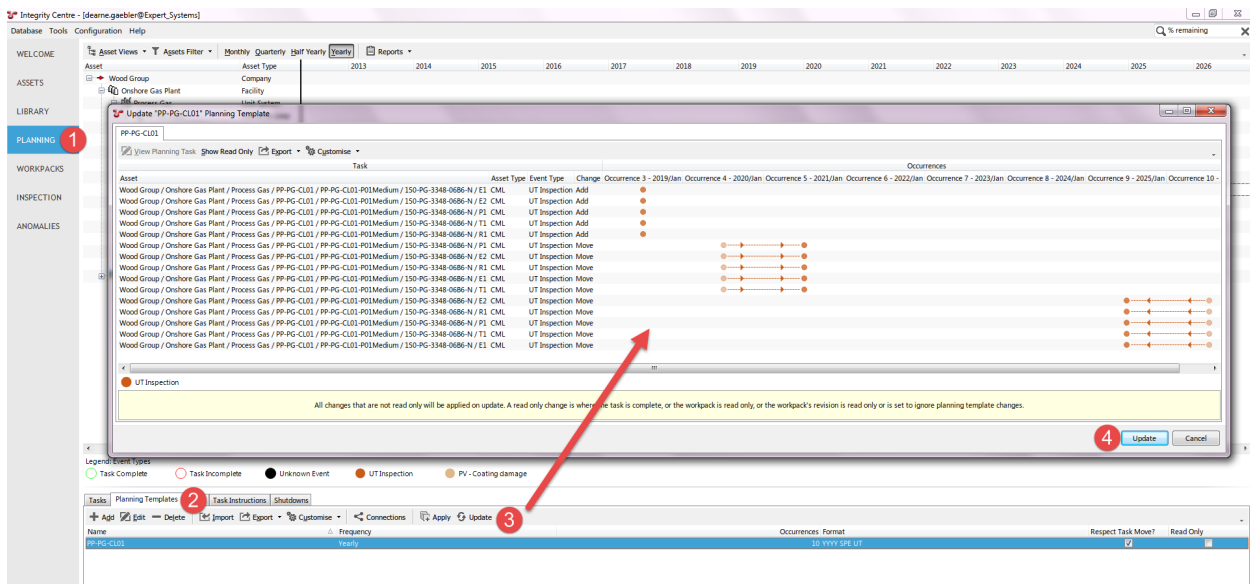 Integrity Centre - [dearne.gaebler@Expert_Systems]
Database Tools Configuration Help
% remaining
WELCOME
ASSETS
LIBRARY
PLANNING 1
WORKPACKS
INSPECTION
ANOMALIES
Asset Views Assets Filter Monthly Quarterly Half Yearly Yearly Reports
Asset Asset Type 2013 2014 2015 2016 2017 2018 2019 2020 2021 2022 2023 2024 2025 2026
Wood Group Company
Onshore Gas Plant Facility
Process Gas Unit System
Update "PP-PG-CL01" Planning Template
PP-PG-CL01
View Planning Task Show Read Only Export Customise
Task Occurrences
Asset Asset Type Event Type Change Occurrence 3 - 2019/Jan Occurrence 4 - 2020/Jan Occurrence 5 - 2021/Jan Occurrence 6 - 2022/Jan Occurrence 7 - 2023/Jan Occurrence 8 - 2024/Jan Occurrence 9 - 2025/Jan Occurrence 10 -
Wood Group / Onshore Gas Plant / Process Gas / PP-PG-CL01 / PP-PG-CL01-P01Medium / 150-PG-3348-06B6-N / E1 CML UT Inspection Add
Wood Group / Onshore Gas Plant / Process Gas / PP-PG-CL01 / PP-PG-CL01-P01Medium / 150-PG-3348-06B6-N / E2 CML UT Inspection Add
Wood Group / Onshore Gas Plant / Process Gas / PP-PG-CL01 / PP-PG-CL01-P01Medium / 150-PG-3348-06B6-N / P1 CML UT Inspection Add
Wood Group / Onshore Gas Plant / Process Gas / PP-PG-CL01 / PP-PG-CL01-P01Medium / 150-PG-3348-06B6-N / T1 CML UT Inspection Add
Wood Group / Onshore Gas Plant / Process Gas / PP-PG-CL01 / PP-PG-CL01-P01Medium / 150-PG-3348-06B6-N / R1 CML UT Inspection Add
Wood Group / Onshore Gas Plant / Process Gas / PP-PG-CL01 / PP-PG-CL01-P01Medium / 150-PG-3348-06B6-N / P1 CML UT Inspection Move
Wood Group / Onshore Gas Plant / Process Gas / PP-PG-CL01 / PP-PG-CL01-P01Medium / 150-PG-3348-06B6-N / E2 CML UT Inspection Move
Wood Group / Onshore Gas Plant / Process Gas / PP-PG-CL01 / PP-PG-CL01-P01Medium / 150-PG-3348-06B6-N / R1 CML UT Inspection Move
Wood Group / Onshore Gas Plant / Process Gas / PP-PG-CL01 / PP-PG-CL01-P01Medium / 150-PG-3348-06B6-N / E1 CML UT Inspection Move
Wood Group / Onshore Gas Plant / Process Gas / PP-PG-CL01 / PP-PG-CL01-P01Medium / 150-PG-3348-06B6-N / T1 CML UT Inspection Move
Wood Group / Onshore Gas Plant / Process Gas / PP-PG-CL01 / PP-PG-CL01-P01Medium / 150-PG-3348-06B6-N / E2 CML UT Inspection Move
Wood Group / Onshore Gas Plant / Process Gas / PP-PG-CL01 / PP-PG-CL01-P01Medium / 150-PG-3348-06B6-N / R1 CML UT Inspection Move
Wood Group / Onshore Gas Plant / Process Gas / PP-PG-CL01 / PP-PG-CL01-P01Medium / 150-PG-3348-06B6-N / P1 CML UT Inspection Move
Wood Group / Onshore Gas Plant / Process Gas / PP-PG-CL01 / PP-PG-CL01-P01Medium / 150-PG-3348-06B6-N / T1 CML UT Inspection Move
Wood Group / Onshore Gas Plant / Process Gas / PP-PG-CL01 / PP-PG-CL01-P01Medium / 150-PG-3348-06B6-N / E1 CML UT Inspection Move
UT Inspection
All changes that are not read only will be applied on update. A read only change is where the task is complete, or the workpack is read only, or the workpack's revision is read only or is set to ignore planning template changes.
4 Update Cancel
Legend: Event Types
Task Complete Task Incomplete Unknown Event UT Inspection PV - Coating damage
Tasks Planning Templates 2 Task Instructions Shutdowns
Add Edit Delete Import Export Customise Connections Apply Update 3
Name Frequency Occurrences Format Respect Task Move? Read Only
PP-PG-CL01 Yearly 10 YYYY SPE UT